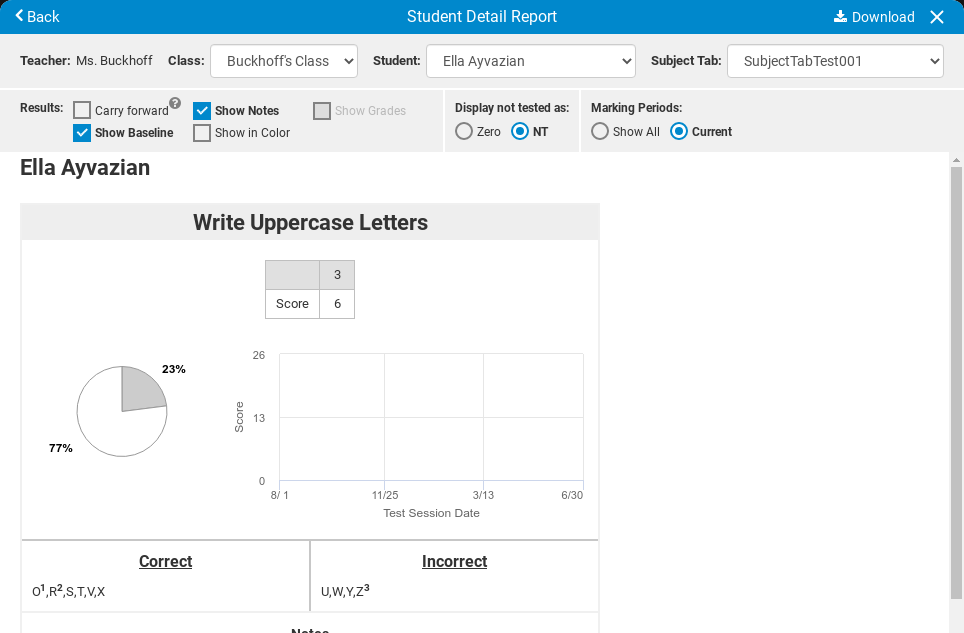 Back Student Detail Report Download
Teacher: Ms. Buckhoff Class: Buckhoff's Class Student: Ella Ayvazian Subject Tab: SubjectTabTest001
Results: Carry forward ? Show Notes Show Grades Display not tested as: Marking Periods:
Show Baseline Show in Color Zero NT Show All Current
Ella Ayvazian
Write Uppercase Letters
3
Score 6
23%
77%
26
13
0
Score
8/ 1 11/25 3/13 6/30
Test Session Date
Correct Incorrect
O¹,R²,S,T,V,X U,W,Y,Z³
Notes